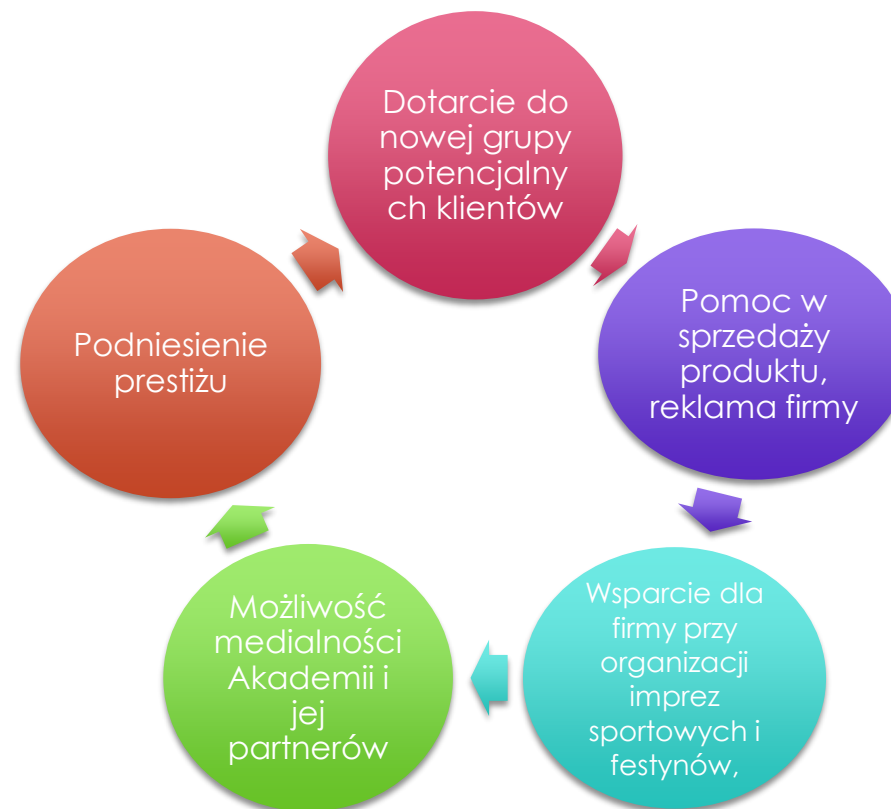 Dotarcie do
nowej grupy
potencjalny
ch klientów
Pomoc w
sprzedaży
produktu,
reklama firmy
Wsparcie dla
firmy przy
organizacji
imprez
sportowych i
festynów,
Możliwość
medialności
Akademii i
jej
partnerów
Podniesienie
prestiżu